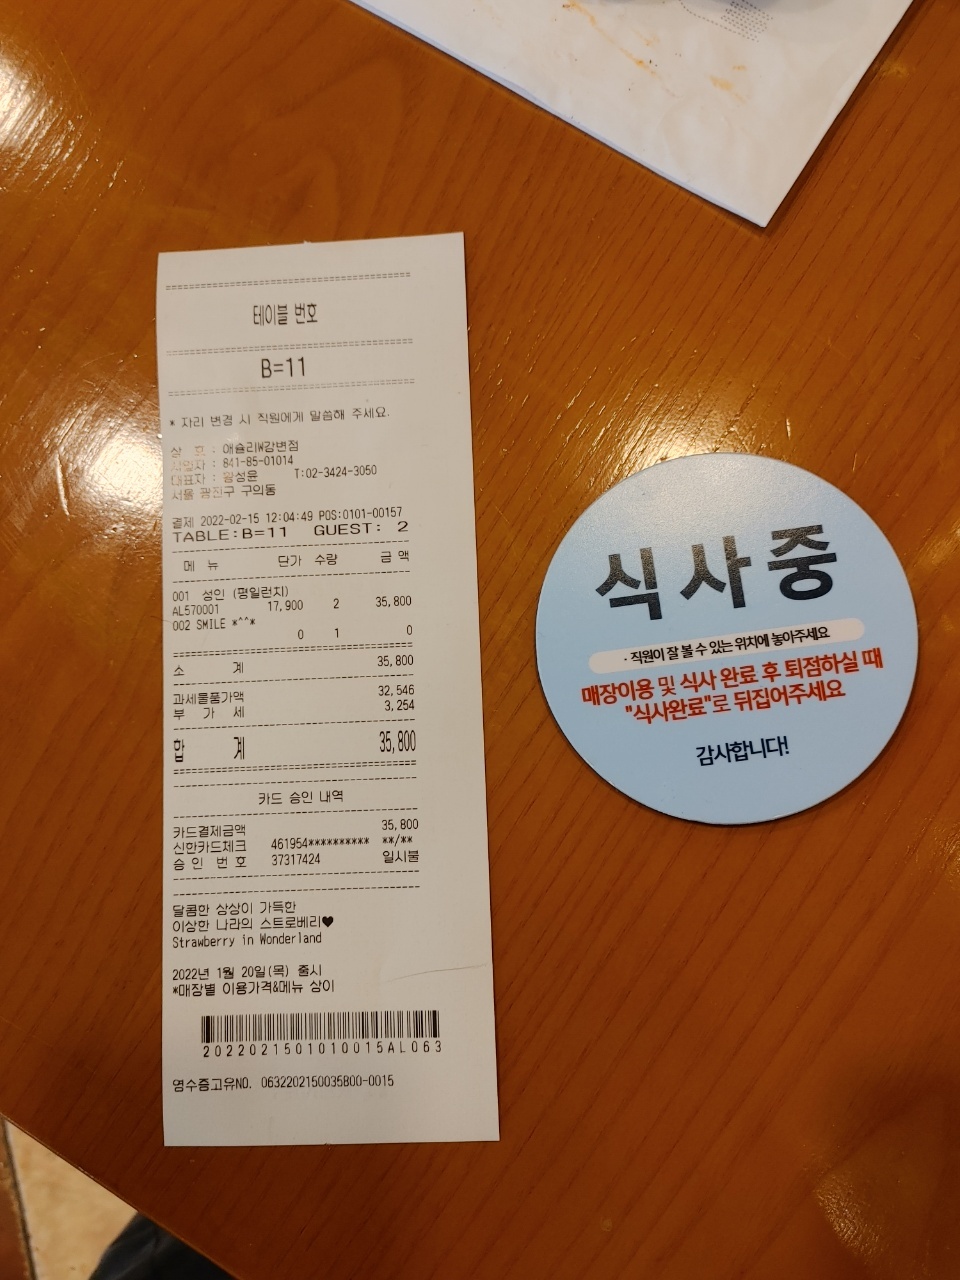 테이블 번호
B=11
* 자리 변경 시 직원에게 말씀해 주세요.
상 호 : 애슐리W강변점
사업자 : 841-85-01014
대표자 : 황성윤 T:02-3424-3050
서울 광진구 구의동
결제 2022-02-15 12:04:49 POS:0101-00157
TABLE:B=11 GUEST: 2
메 뉴 단가 수량 금 액
001 성인 (평일런치)
AL570001 17,900 2 35,800
002 SMILE *^^*
0 1 0
소 계 35,800
과세물품가액 32,546
부 가 세 3,254
합 계 35,800
카드 승인 내역
카드결제금액 35,800
신한카드체크 461954********** **/**
승 인 번 호 37317424 일시불
달콤한 상상이 가득한
이상한 나라의 스트로베리♥
Strawberry in Wonderland
2022년 1월 20일(목) 출시
*매장별 이용가격&메뉴 상이
2022021501010015AL063
영수증고유NO. 0632202150035800-0015
식사중
· 직원이 잘 볼 수 있는 위치에 놓아주세요
매장이용 및 식사 완료 후 퇴점하실 때
"식사완료"로 뒤집어주세요
감사합니다!